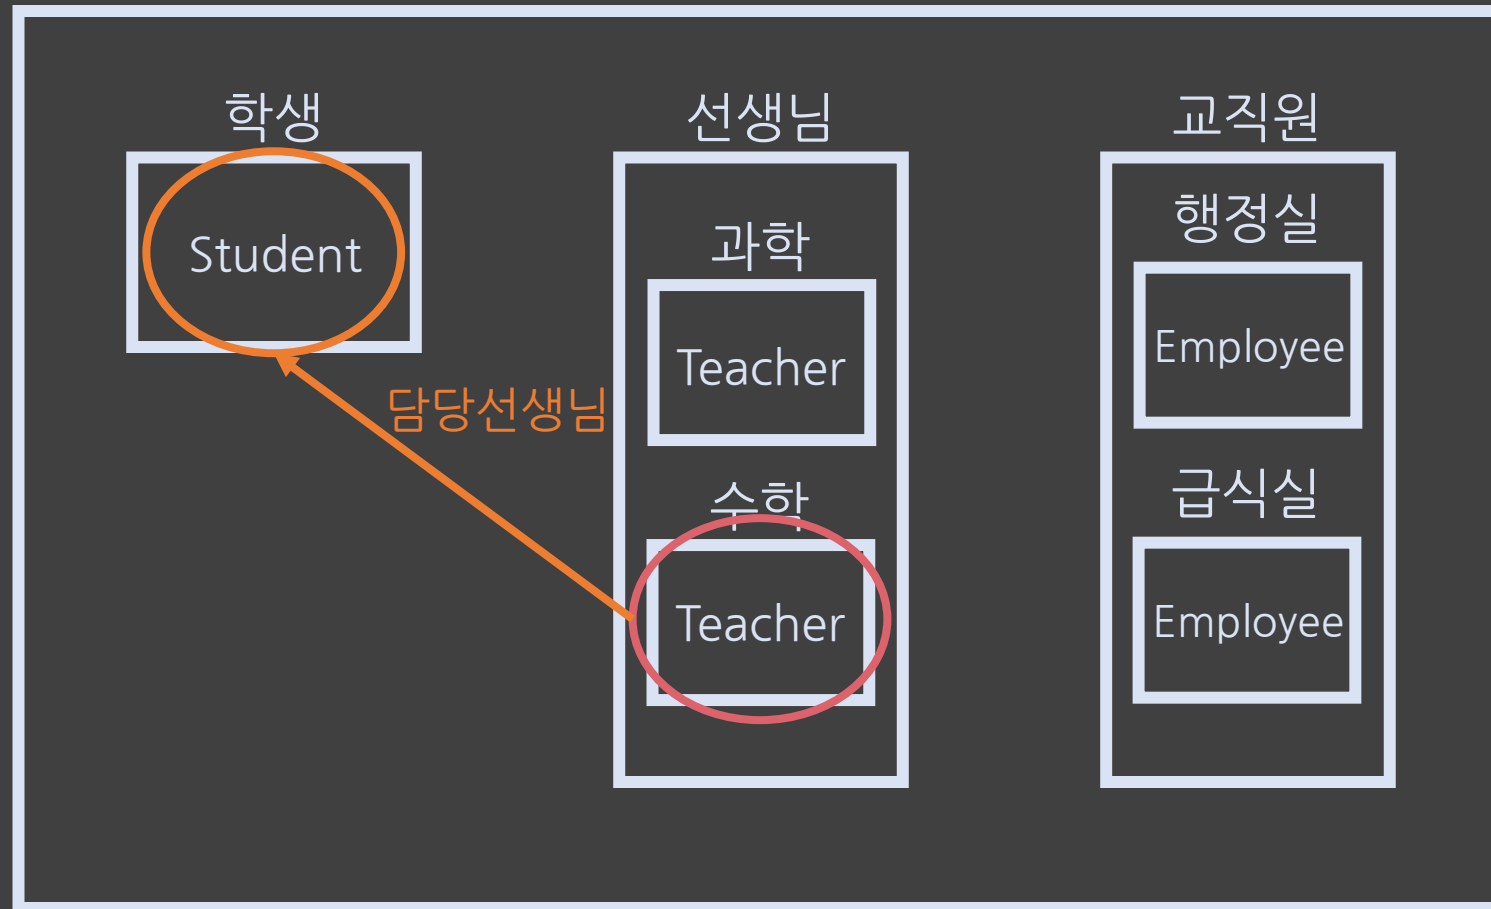 학생
Student
담당선생님
선생님
과학
Teacher
수학
Teacher
교직원
행정실
Employee
급식실
Employee